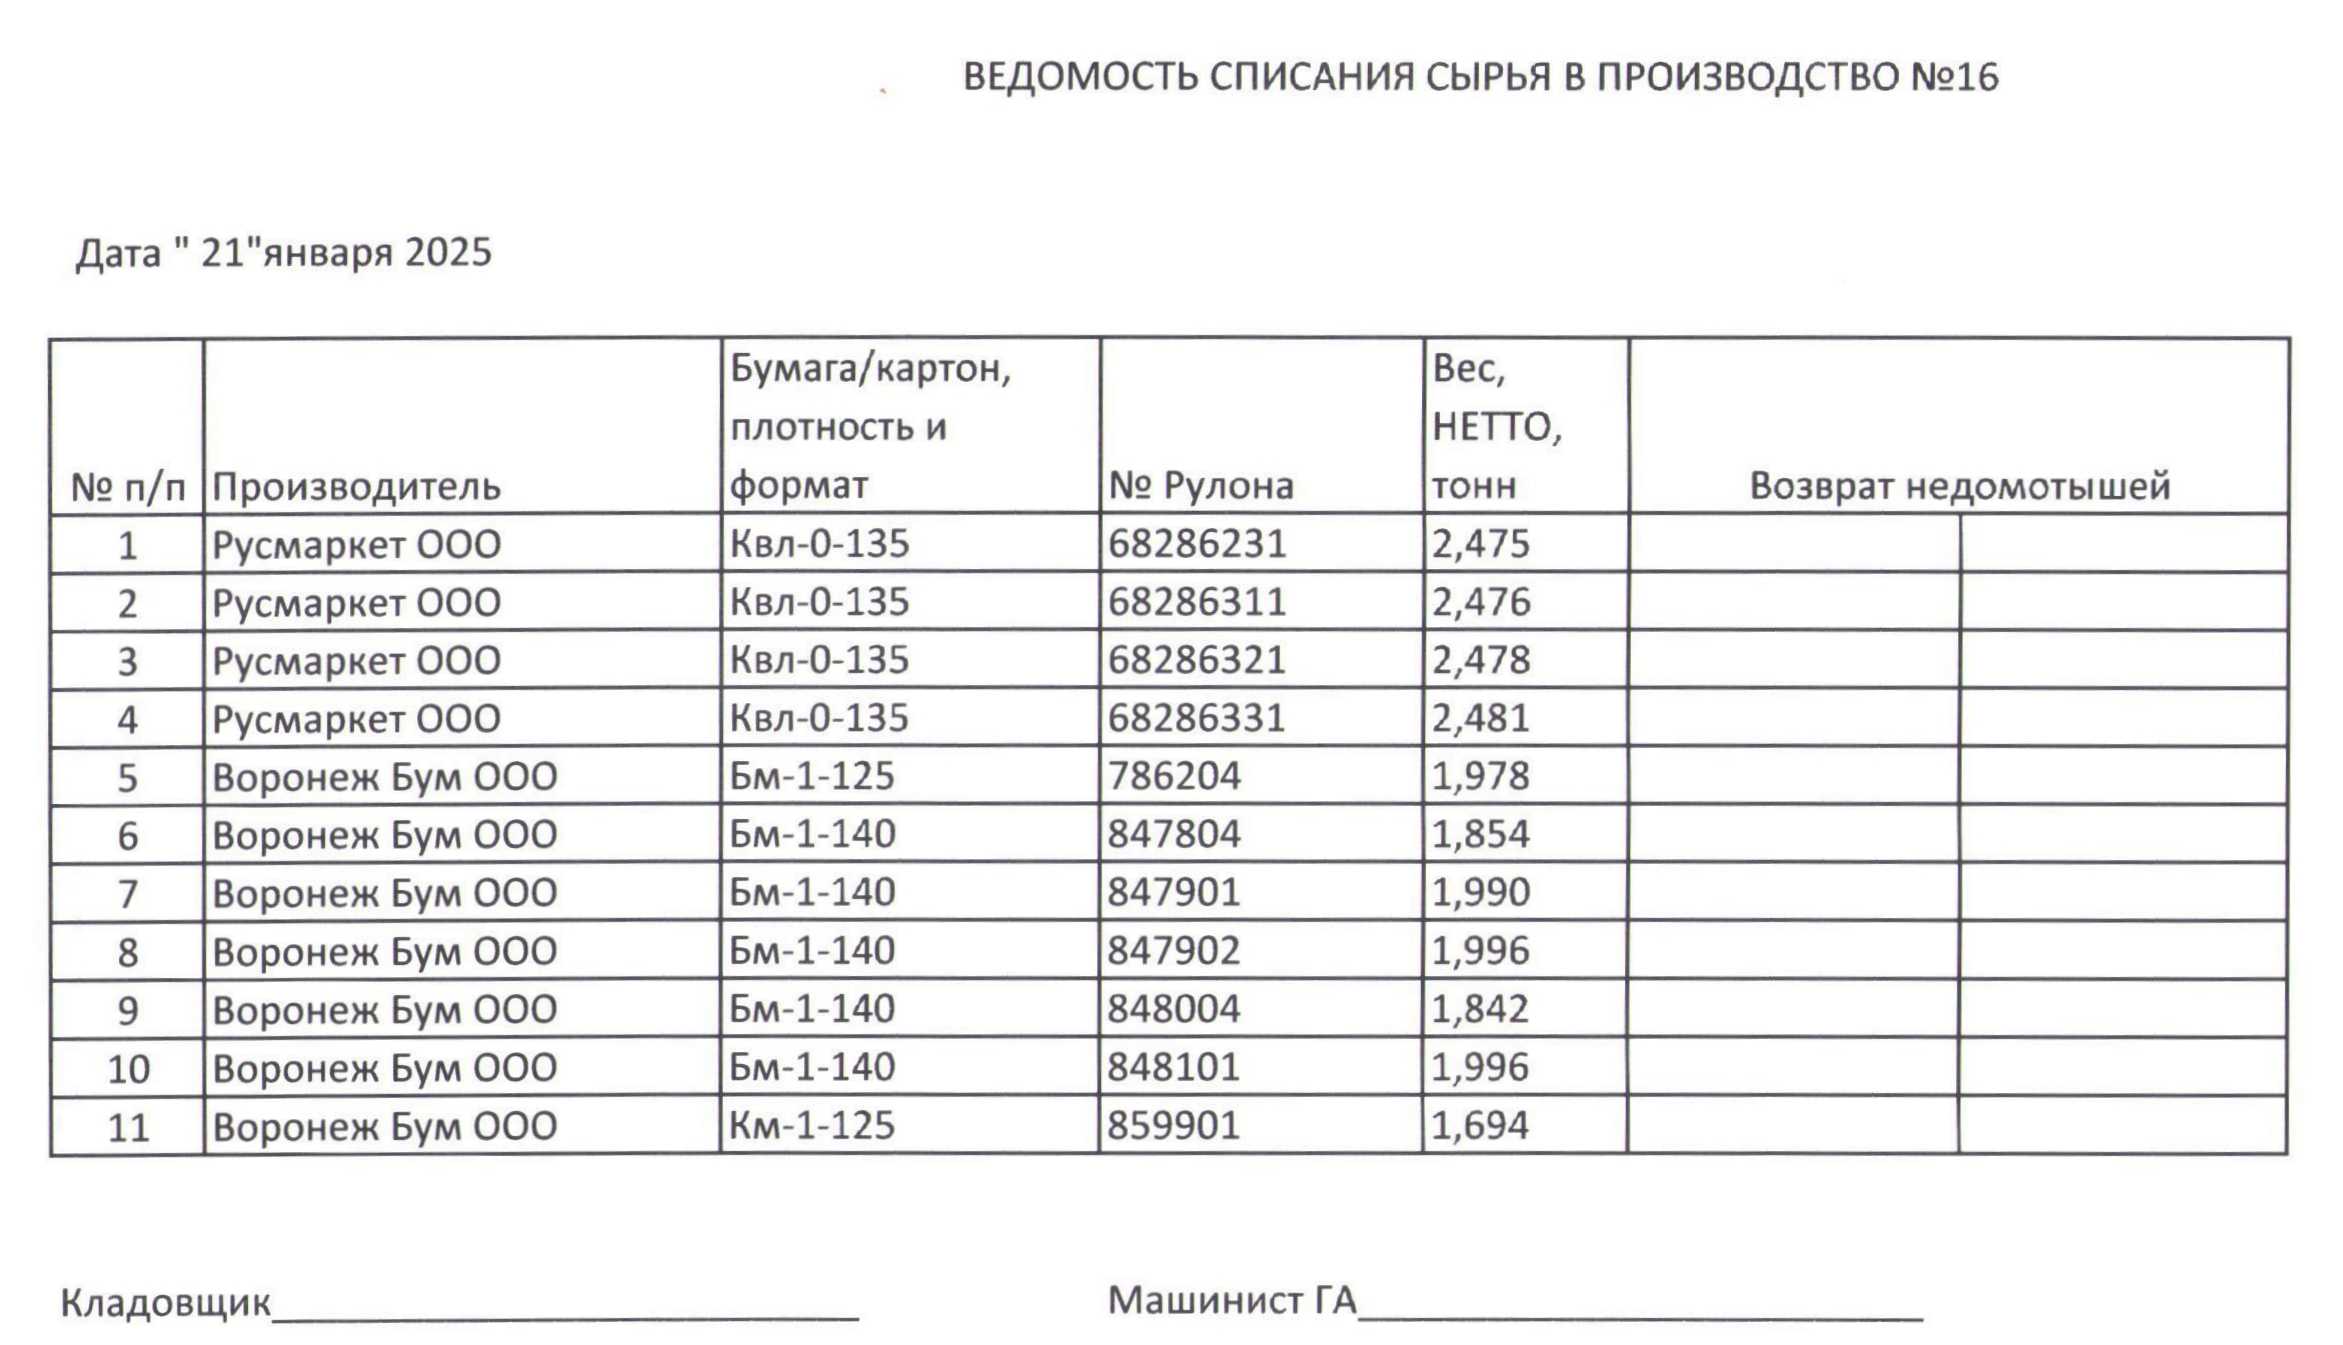 ВЕДОМОСТЬ СПИСАНИЯ СЫРЬЯ В ПРОИЗВОДСТВО №16
Дата " 21"января 2025
№ п/п Производитель Бумага/картон, плотность и формат № Рулона Вес, НЕТТО, тонн Возврат недомотышей
1 Русмаркет ООО Квл-0-135 68286231 2,475
2 Русмаркет ООО Квл-0-135 68286311 2,476
3 Русмаркет ООО Квл-0-135 68286321 2,478
4 Русмаркет ООО Квл-0-135 68286331 2,481
5 Воронеж Бум ООО Бм-1-125 786204 1,978
6 Воронеж Бум ООО Бм-1-140 847804 1,854
7 Воронеж Бум ООО Бм-1-140 847901 1,990
8 Воронеж Бум ООО Бм-1-140 847902 1,996
9 Воронеж Бум ООО Бм-1-140 848004 1,842
10 Воронеж Бум ООО Бм-1-140 848101 1,996
11 Воронеж Бум ООО Км-1-125 859901 1,694
Кладовщик Машинист ГА